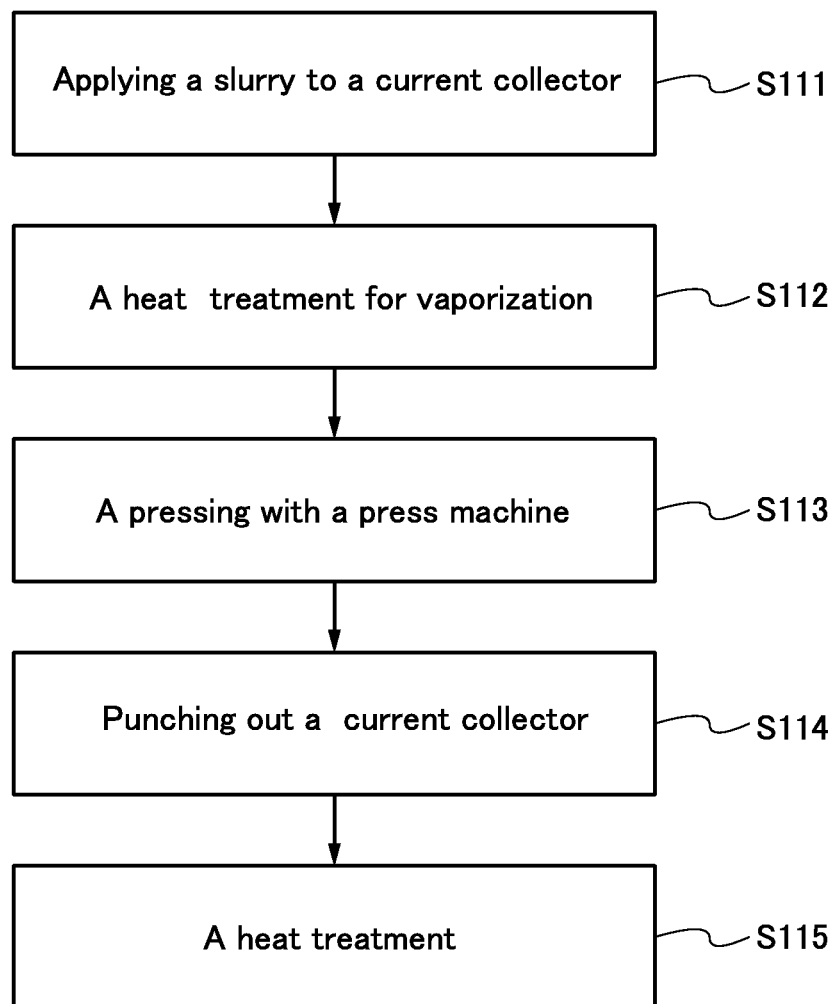 Applying a slurry to a current collector
S111
A heat treatment for vaporization
S112
A pressing with a press machine
S113
Punching out a current collector
S114
A heat treatment
S115